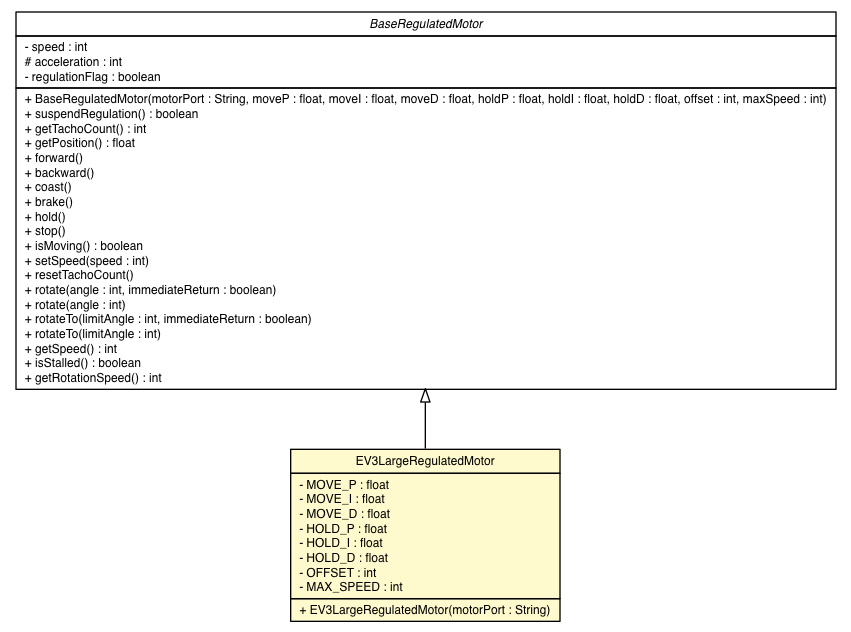 BaseRegulatedMotor
- speed : int
# acceleration : int
- regulationFlag : boolean
+ BaseRegulatedMotor(motorPort : String, moveP : float, moveI : float, moveD : float, holdP : float, holdI : float, holdD : float, offset : int, maxSpeed : int)
+ suspendRegulation() : boolean
+ getTachoCount() : int
+ getPosition() : float
+ forward()
+ backward()
+ coast()
+ brake()
+ hold()
+ stop()
+ isMoving() : boolean
+ setSpeed(speed : int)
+ resetTachoCount()
+ rotate(angle : int, immediateReturn : boolean)
+ rotate(angle : int)
+ rotateTo(limitAngle : int, immediateReturn : boolean)
+ rotateTo(limitAngle : int)
+ getSpeed() : int
+ isStalled() : boolean
+ getRotationSpeed() : int
EV3LargeRegulatedMotor
- MOVE_P : float
- MOVE_I : float
- MOVE_D : float
- HOLD_P : float
- HOLD_I : float
- HOLD_D : float
- OFFSET : int
- MAX_SPEED : int
+ EV3LargeRegulatedMotor(motorPort : String)